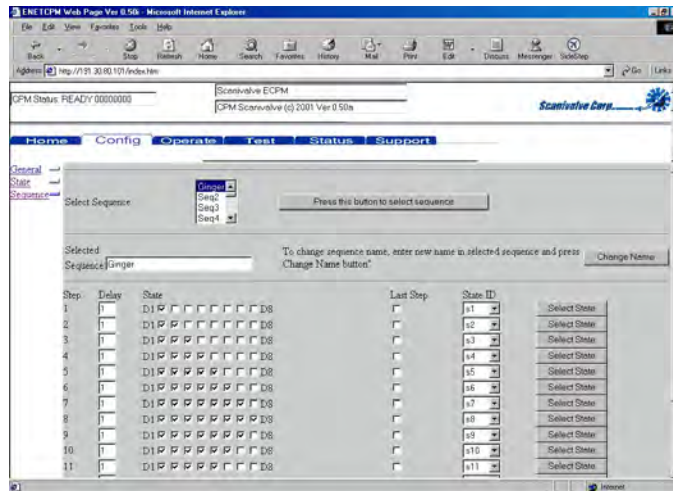 ENETCPM Web Page Ver 0.50i - Microsoft Internet Explorer
File Edit View Favorites Tools Help
Back Stop Refresh Home Search Favorites History Mail Print Edit Discuss Messenger SideStep
Address http://191.30.80.101/index.htm Go Links
CPM Status: READY 00000000
Scanivalve ECPM
CPM Scanivalve (c) 2001 Ver 0.50a
Scanivalve Corp.
Home Config Operate Test Status Support
General
State
Sequence
Select Sequence
Ginger
Seq2
Seq3
Seq4
Press this button to select sequence
Selected
Sequence: Ginger
To change sequence name, enter new name in selected sequence and press
Change Name button"
Change Name
Step Delay State Last Step State ID
1 1 D1 D8 s1 Select State
2 1 D1 D8 s2 Select State
3 1 D1 D8 s3 Select State
4 1 D1 D8 s4 Select State
5 1 D1 D8 s5 Select State
6 1 D1 D8 s6 Select State
7 1 D1 D8 s7 Select State
8 1 D1 D8 s8 Select State
9 1 D1 D8 s9 Select State
10 1 D1 D8 s10 Select State
11 1 D1 D8 s11 Select State
Internet